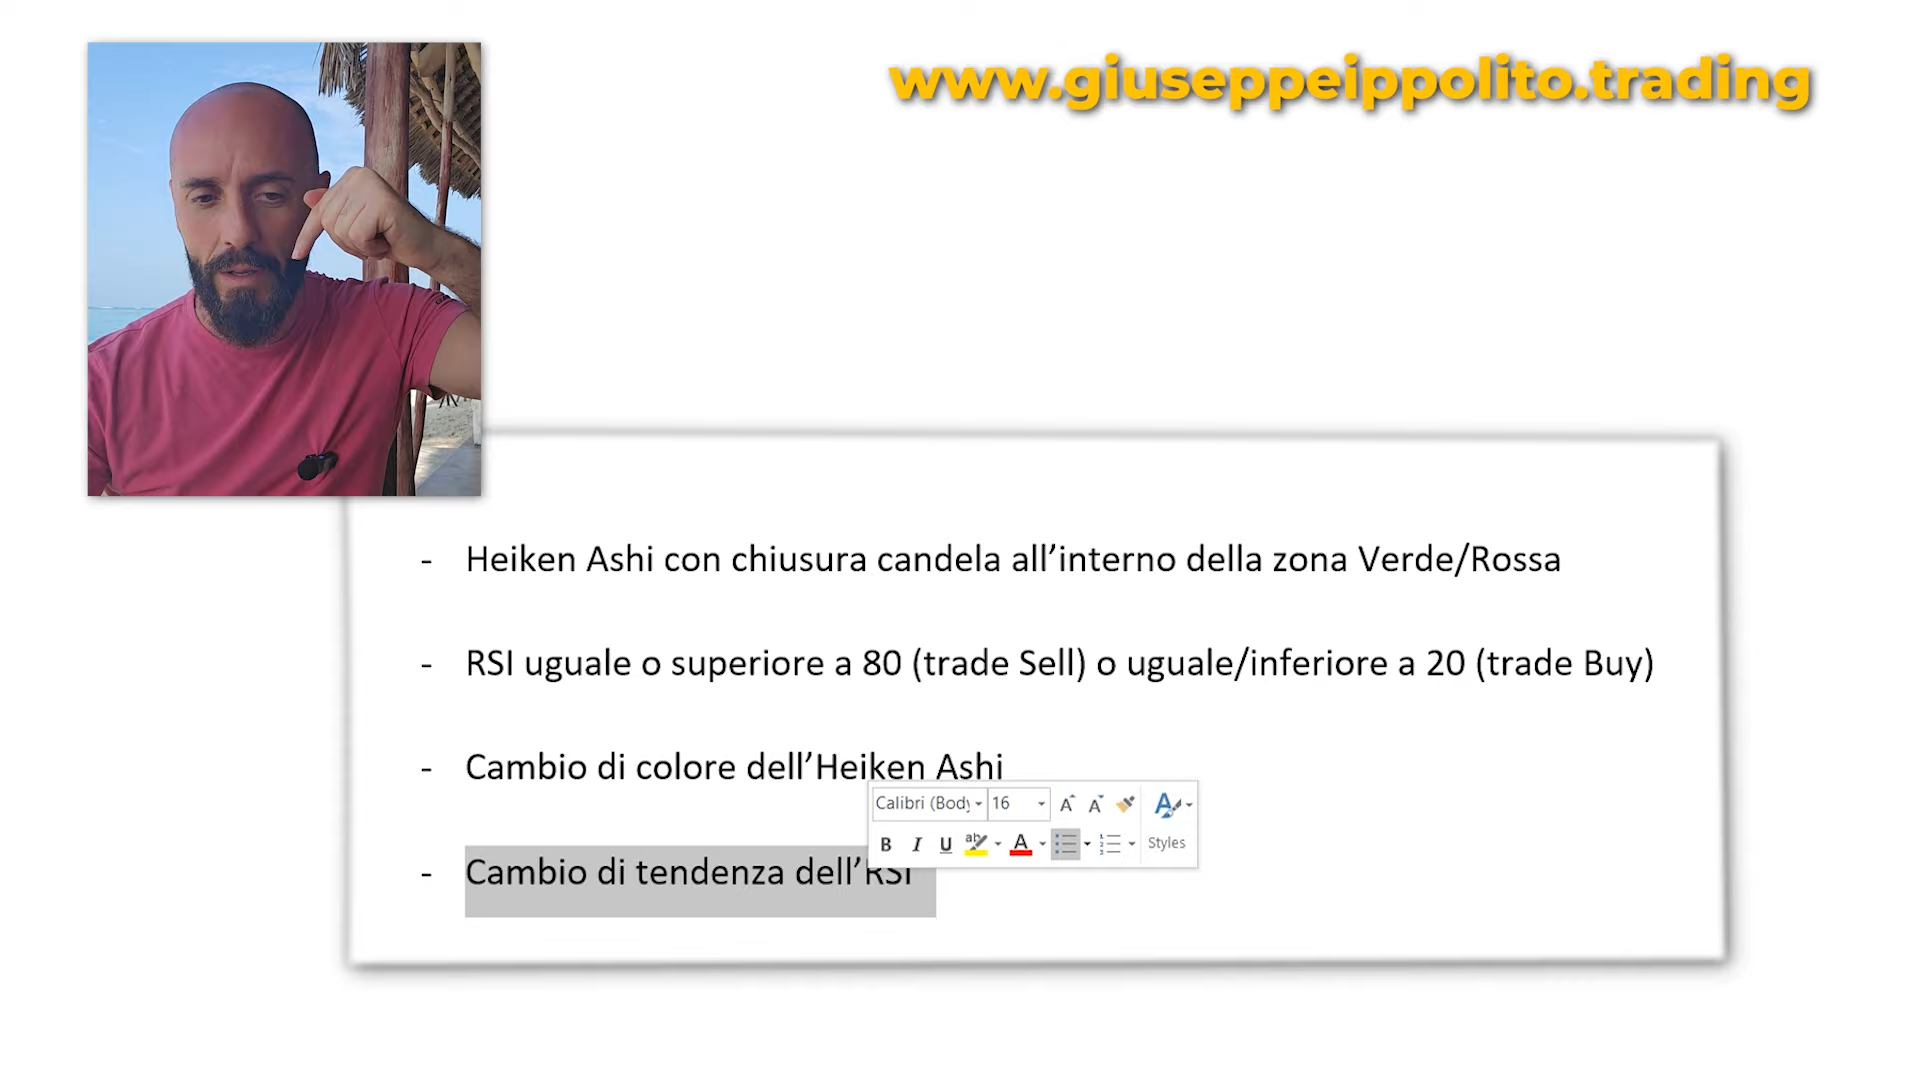 www.giuseppeippolito.trading
- Heiken Ashi con chiusura candela all’interno della zona Verde/Rossa
- RSI uguale o superiore a 80 (trade Sell) o uguale/inferiore a 20 (trade Buy)
- Cambio di colore dell’Heiken Ashi
Calibri (Body 16 A A A
B I U ab A Styles
- Cambio di tendenza dell’RSI